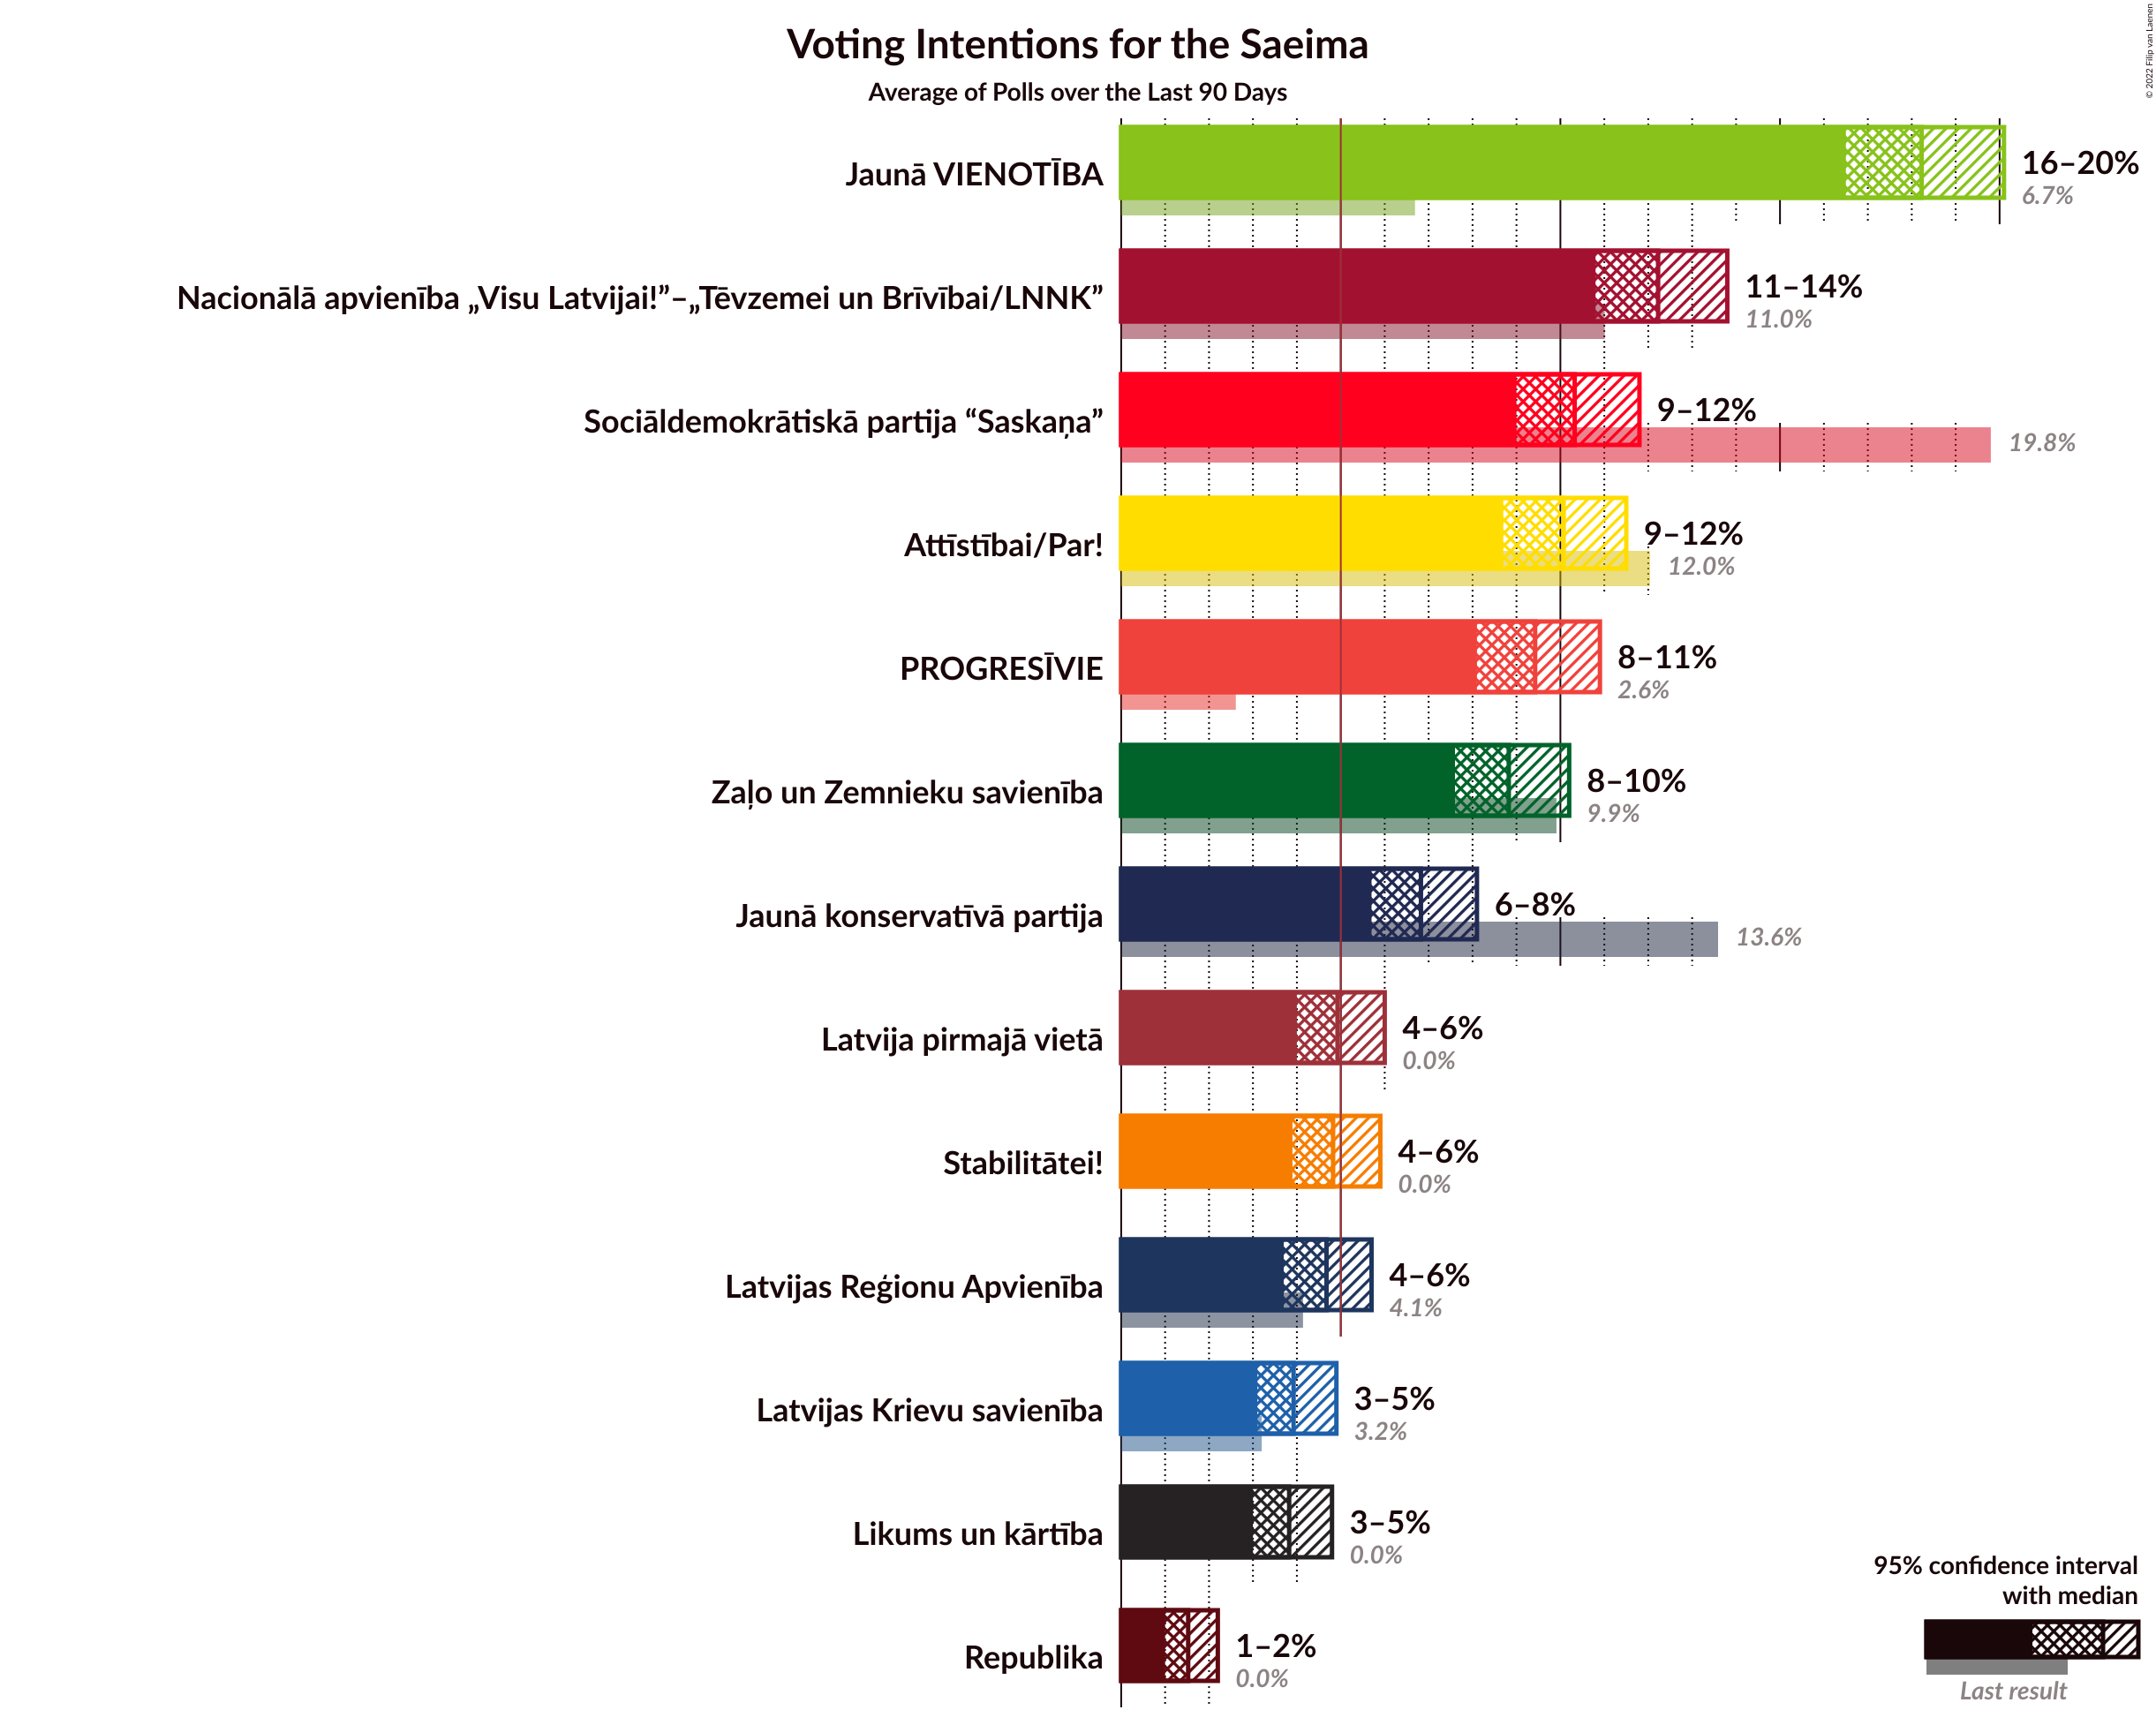 Voting Intentions for the Saeima
Average of Polls over the Last 90 Days
© 2022 Filip van Laenen
Jaunā VIENOTĪBA
16–20%
6.7%
Nacionālā apvienība „Visu Latvijai!”–„Tēvzemei un Brīvībai/LNNK”
11–14%
11.0%
Sociāldemokrātiskā partija “Saskaņa”
9–12%
19.8%
Attīstībai/Par!
9–12%
12.0%
PROGRESĪVIE
8–11%
2.6%
Zaļo un Zemnieku savienība
8–10%
9.9%
Jaunā konservatīvā partija
6–8%
13.6%
Latvija pirmajā vietā
4–6%
0.0%
Stabilitātei!
4–6%
0.0%
Latvijas Reģionu Apvienība
4–6%
4.1%
Latvijas Krievu savienība
3–5%
3.2%
Likums un kārtība
3–5%
0.0%
Republika
1–2%
0.0%
95% confidence interval
with median
Last result